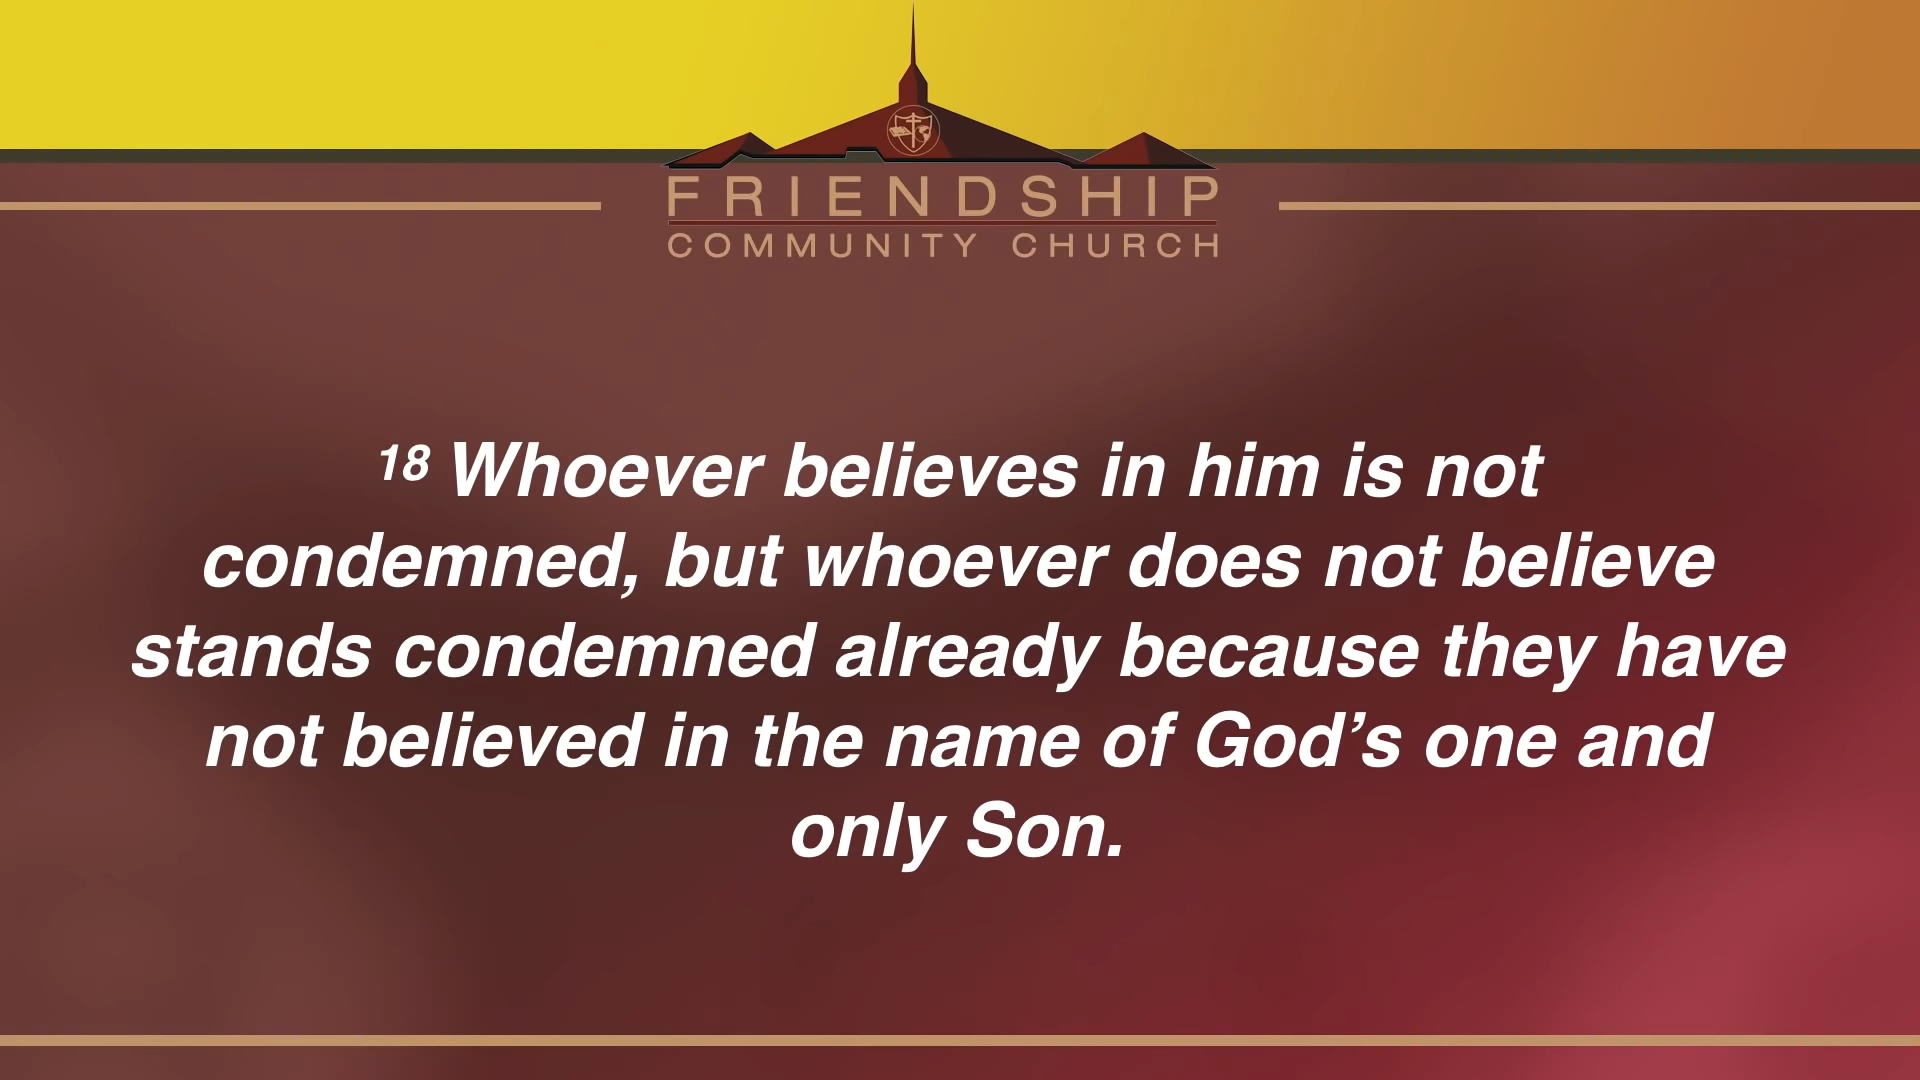 FRIENDSHIP
COMMUNITY CHURCH
18 Whoever believes in him is not
condemned, but whoever does not believe
stands condemned already because they have
not believed in the name of God’s one and
only Son.